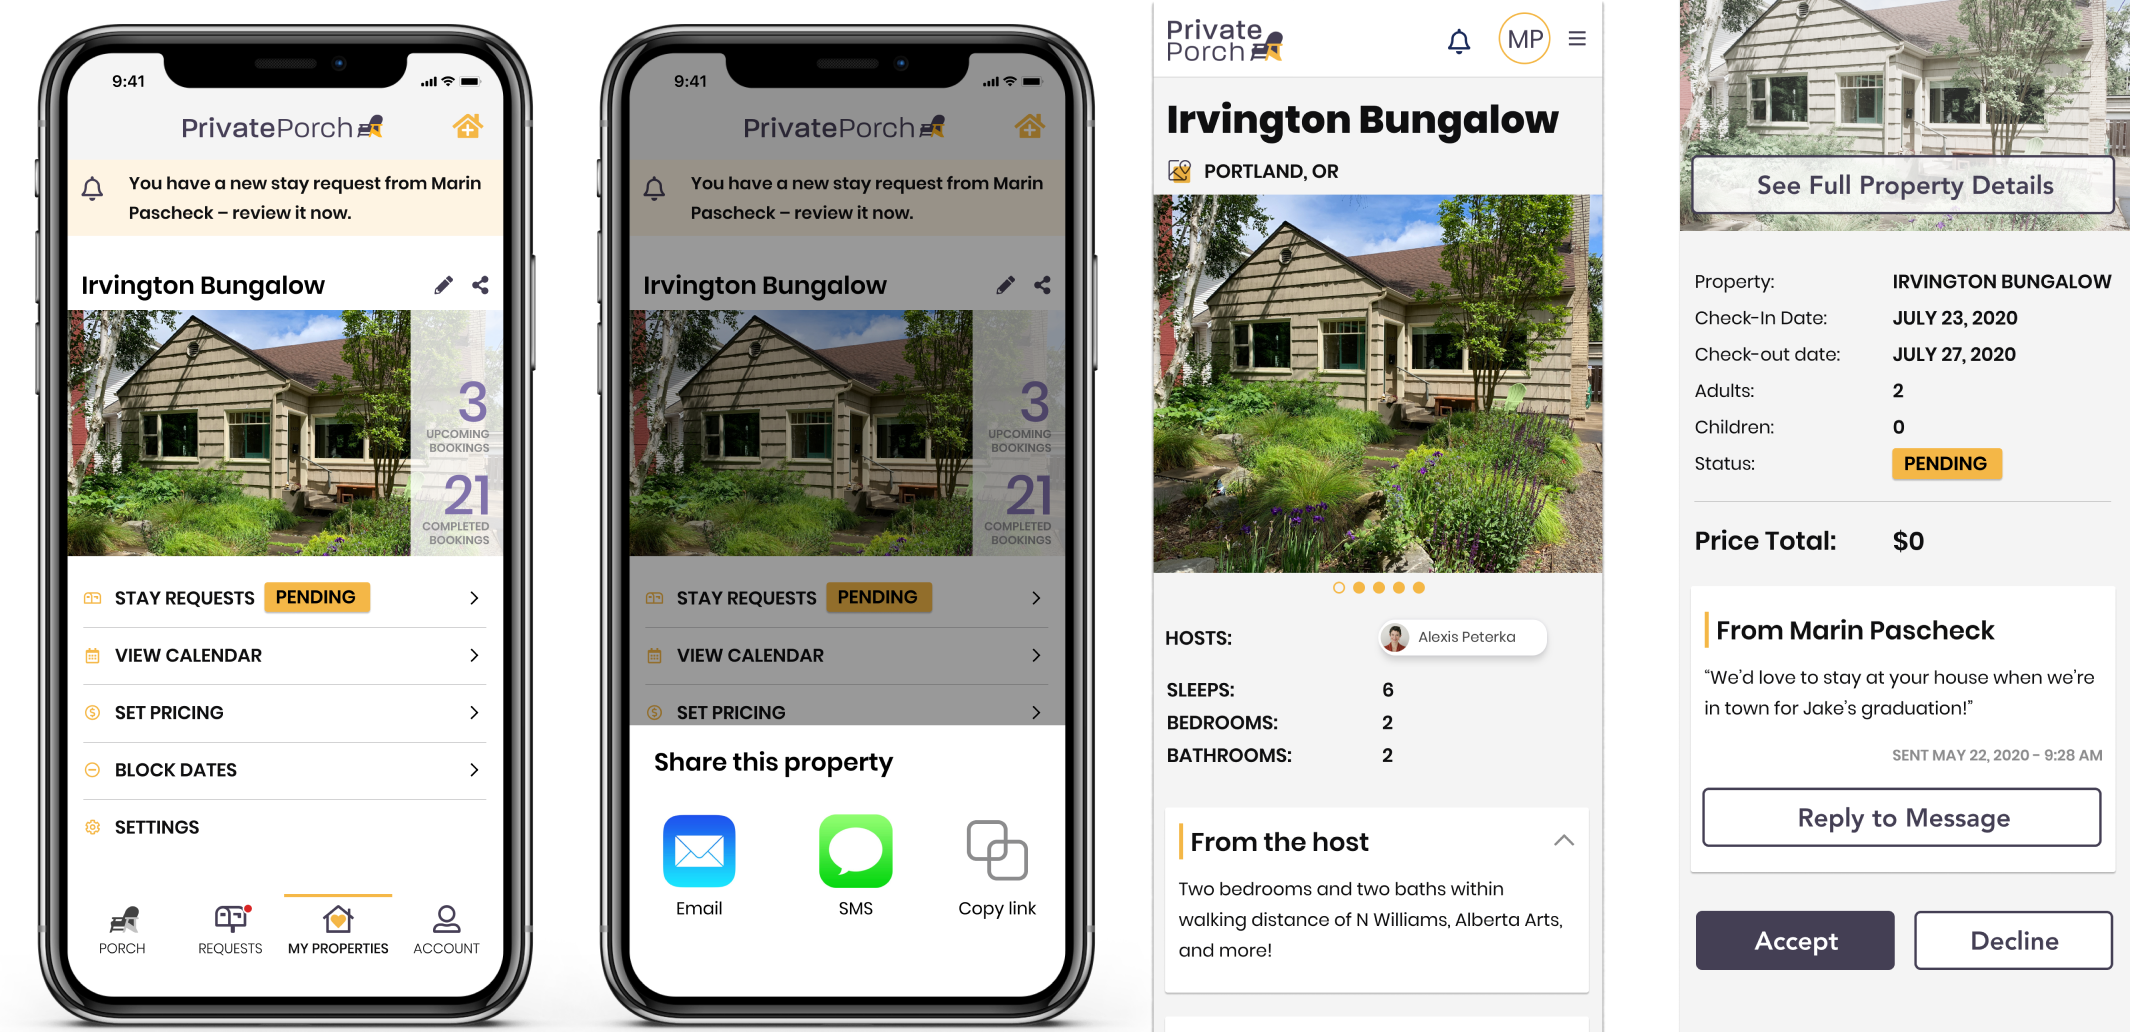 9:41
PrivatePorch
You have a new stay request from Marin
Pascheck – review it now.
Irvington Bungalow
3
UPCOMING
BOOKINGS
21
COMPLETED
BOOKINGS
STAY REQUESTS PENDING
VIEW CALENDAR
SET PRICING
BLOCK DATES
SETTINGS
PORCH
REQUESTS
MY PROPERTIES
ACCOUNT
9:41
PrivatePorch
You have a new stay request from Marin
Pascheck – review it now.
Irvington Bungalow
3
UPCOMING
BOOKINGS
21
COMPLETED
BOOKINGS
STAY REQUESTS PENDING
VIEW CALENDAR
SET PRICING
Share this property
Email
SMS
Copy link
Private
Porch
MP
Irvington Bungalow
PORTLAND, OR
HOSTS: Alexis Peterka
SLEEPS: 6
BEDROOMS: 2
BATHROOMS: 2
From the host
Two bedrooms and two baths within
walking distance of N Williams, Alberta Arts,
and more!
See Full Property Details
Property: IRVINGTON BUNGALOW
Check-In Date: JULY 23, 2020
Check-out date: JULY 27, 2020
Adults: 2
Children: 0
Status: PENDING
Price Total: $0
From Marin Pascheck
“We’d love to stay at your house when we’re
in town for Jake’s graduation!”
SENT MAY 22, 2020 - 9:28 AM
Reply to Message
Accept
Decline